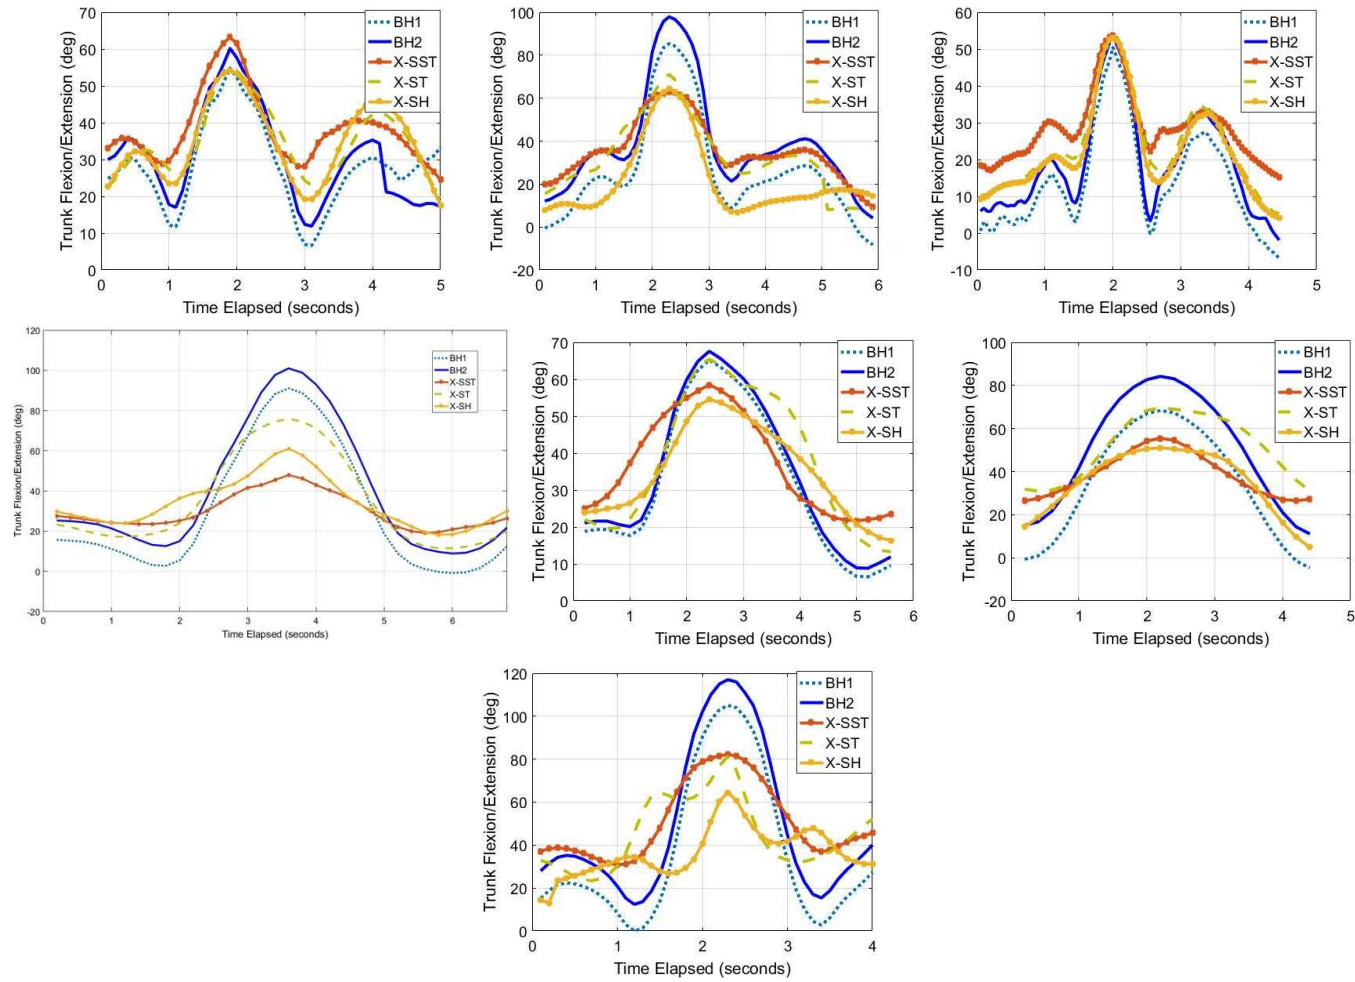 Trunk Flexion/Extension (deg)
70
60
50
40
30
20
10
0
0 1 2 3 4 5
Time Elapsed (seconds)
BH1
BH2
X-SST
X-ST
X-SH
Trunk Flexion/Extension (deg)
100
80
60
40
20
0
-20
0 1 2 3 4 5 6
Time Elapsed (seconds)
BH1
BH2
X-SST
X-ST
X-SH
Trunk Flexion/Extension (deg)
60
50
40
30
20
10
0
-10
0 1 2 3 4 5
Time Elapsed (seconds)
BH1
BH2
X-SST
X-ST
X-SH
Trunk Flexion/Extension (deg)
120
100
80
60
40
20
0
-20
0 1 2 3 4 5 6
Time Elapsed (seconds)
BH1
BH2
X-SST
X-ST
X-SH
Trunk Flexion/Extension (deg)
70
60
50
40
30
20
10
0
0 1 2 3 4 5 6
Time Elapsed (seconds)
BH1
BH2
X-SST
X-ST
X-SH
Trunk Flexion/Extension (deg)
100
80
60
40
20
0
-20
0 1 2 3 4 5
Time Elapsed (seconds)
BH1
BH2
X-SST
X-ST
X-SH
Trunk Flexion/Extension (deg)
120
100
80
60
40
20
0
0 1 2 3 4
Time Elapsed (seconds)
BH1
BH2
X-SST
X-ST
X-SH